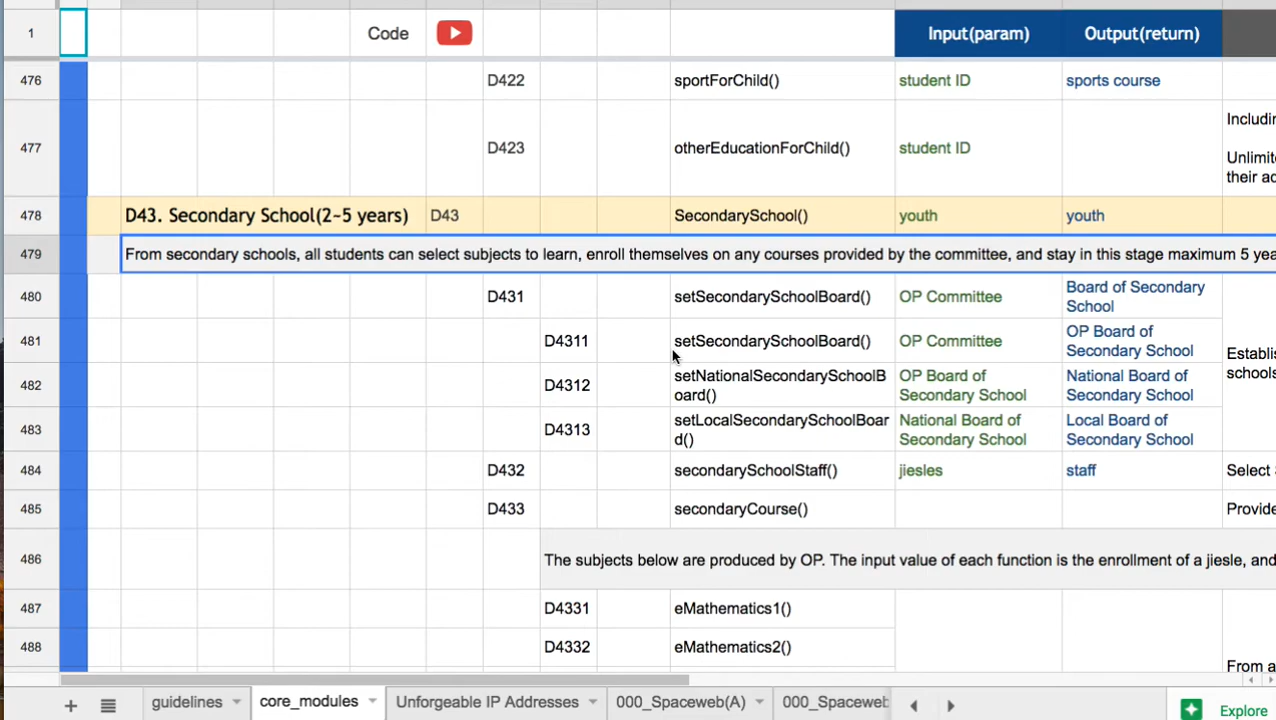 1 Code Input(param) Output(return)
476 D422 sportForChild() student ID sports course
Includin
477 D423 otherEducationForChild() student ID
Unlimite
their ac
478 D43. Secondary School(2~5 years) D43 SecondarySchool() youth youth
479 From secondary schools, all students can select subjects to learn, enroll themselves on any courses provided by the committee, and stay in this stage maximum 5 yea
480 D431 setSecondarySchoolBoard() OP Committee Board of Secondary
School
481 D4311 setSecondarySchoolBoard() OP Committee OP Board of
Secondary School
Establis
schools
482 D4312 setNationalSecondarySchoolB OP Board of National Board of
oard() Secondary School Secondary School
483 D4313 setLocalSecondarySchoolBoar National Board of Local Board of
d() Secondary School Secondary School
484 D432 secondarySchoolStaff() jiesles staff Select
485 D433 secondaryCourse() Provide
486 The subjects below are produced by OP. The input value of each function is the enrollment of a jiesle, and
487 D4331 eMathematics1()
488 D4332 eMathematics2()
From a
+ guidelines core_modules Unforgeable IP Addresses 000_Spaceweb(A) 000_Spaceweb Explore